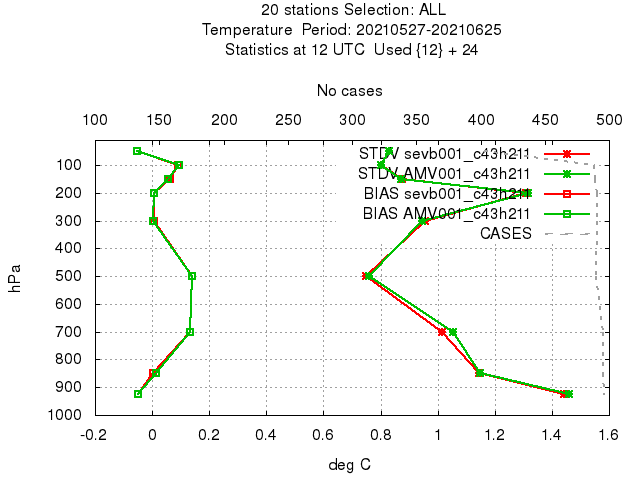 20 stations Selection: ALL
Temperature  Period: 20210527-20210625
Statistics at 12 UTC  Used {12} + 24
No cases
100 150 200 250 300 350 400 450 500
STDV sevb001_c43h211
STDV AMV001_c43h211
BIAS sevb001_c43h211
BIAS AMV001_c43h211
CASES
hPa
100
200
300
400
500
600
700
800
900
1000
-0.2 0 0.2 0.4 0.6 0.8 1 1.2 1.4 1.6
deg C